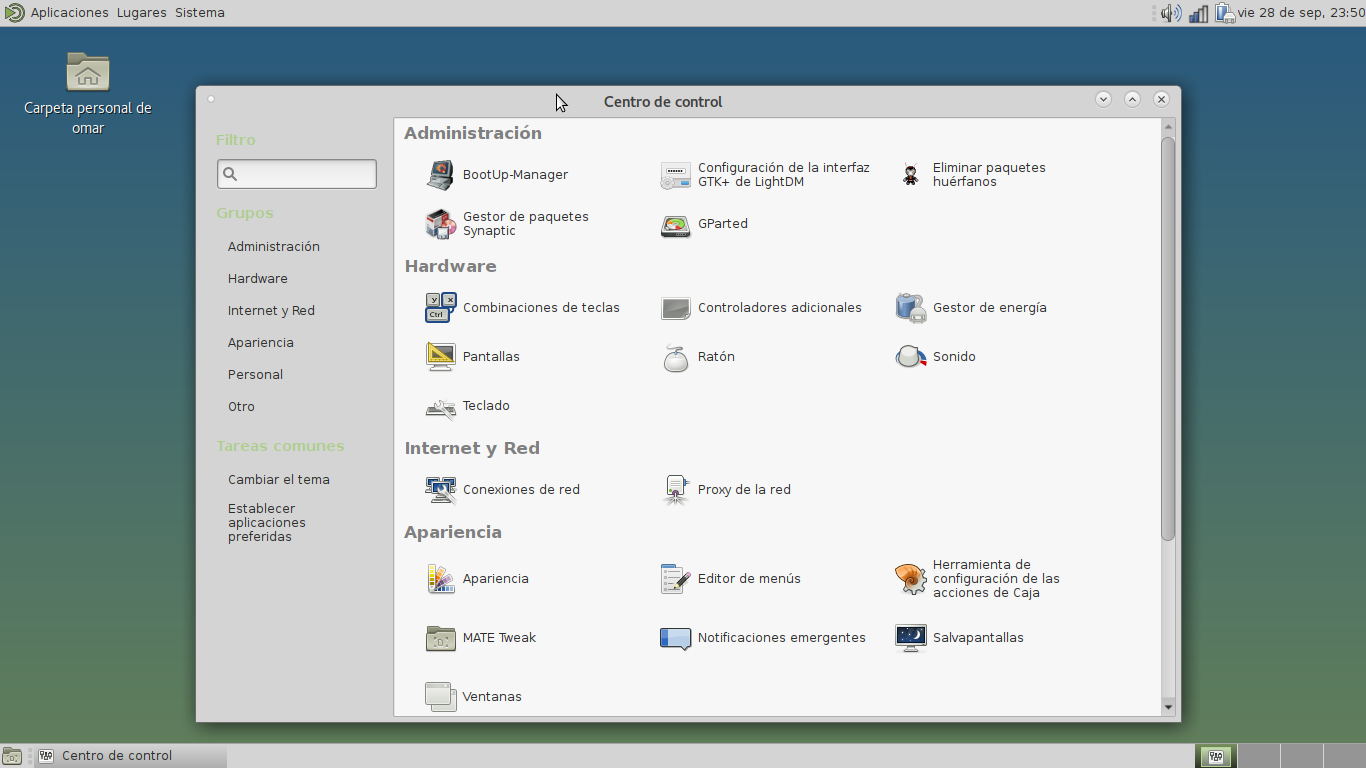 Aplicaciones Lugares Sistema
vie 28 de sep, 23:50
Carpeta personal de
omar
Centro de control
Filtro
Grupos
Administración
Hardware
Internet y Red
Apariencia
Personal
Otro
Tareas comunes
Cambiar el tema
Establecer
aplicaciones
preferidas
Administración
BootUp-Manager
Configuración de la interfaz
GTK+ de LightDM
Eliminar paquetes
huérfanos
Gestor de paquetes
Synaptic
GParted
Hardware
Y X
Ctrl
Combinaciones de teclas
Controladores adicionales
Gestor de energía
Pantallas
Ratón
Sonido
Teclado
Internet y Red
Conexiones de red
Proxy de la red
Apariencia
Apariencia
Editor de menús
Herramienta de
configuración de las
acciones de Caja
MATE Tweak
Notificaciones emergentes
Salvapantallas
Ventanas
Centro de control